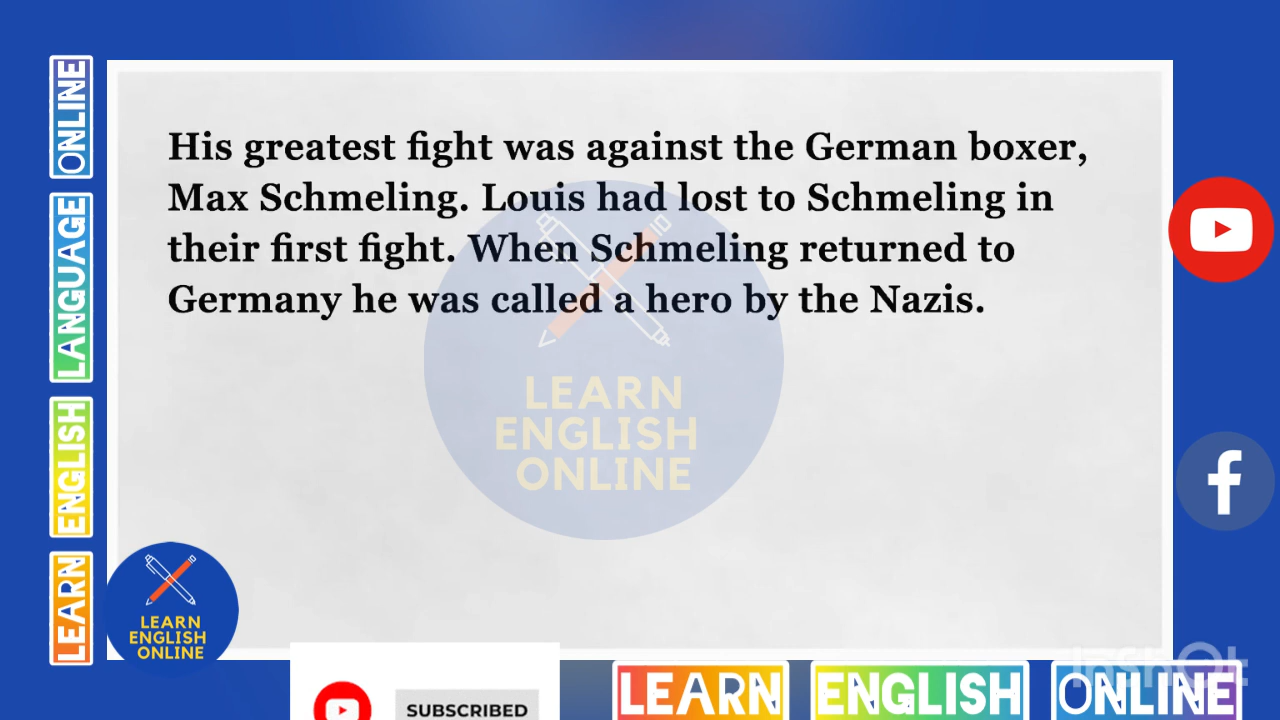 His greatest fight was against the German boxer,
Max Schmeling. Louis had lost to Schmeling in
their first fight. When Schmeling returned to
Germany he was called a hero by the Nazis.
LEARN
ENGLISH
ONLINE
LEARN ENGLISH LANGUAGE ONLINE
LEARN
ENGLISH
ONLINE
SUBSCRIBED
LEARN ENGLISH ONLINE
InShOt